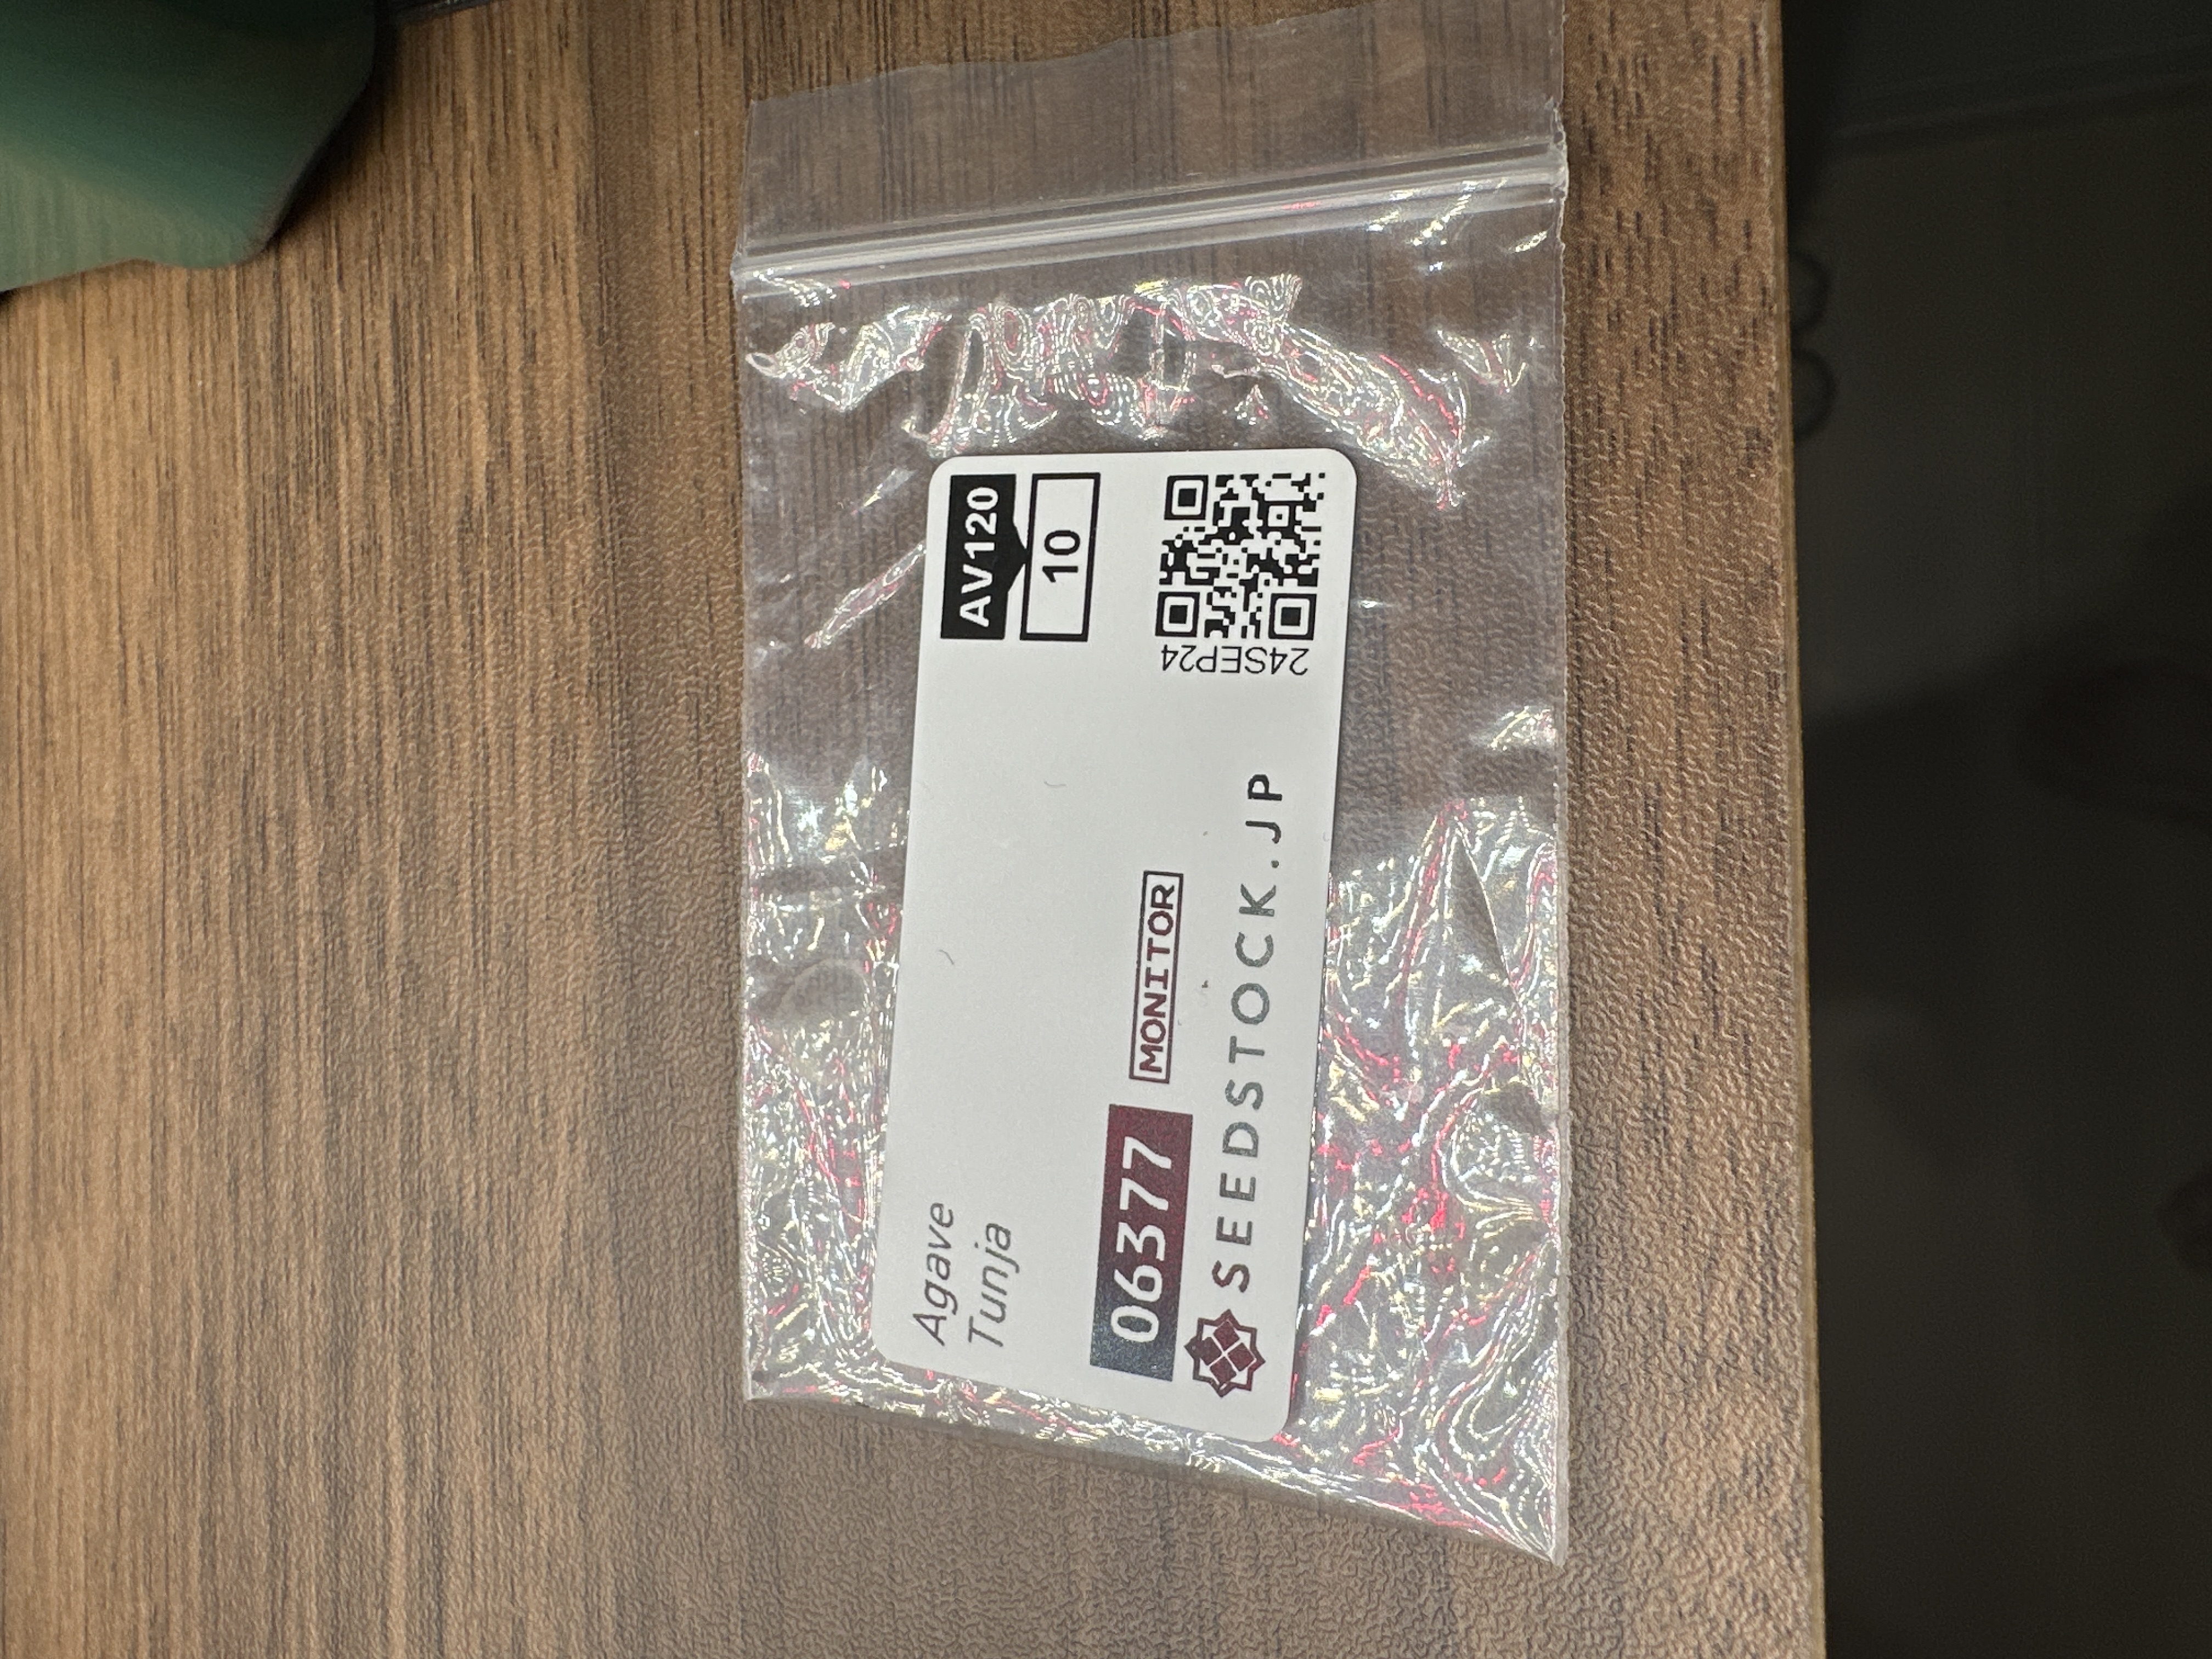 Agave
Tunja
AV120
10
06377
MONITOR
SEEDSTOCK.JP
24SEP24